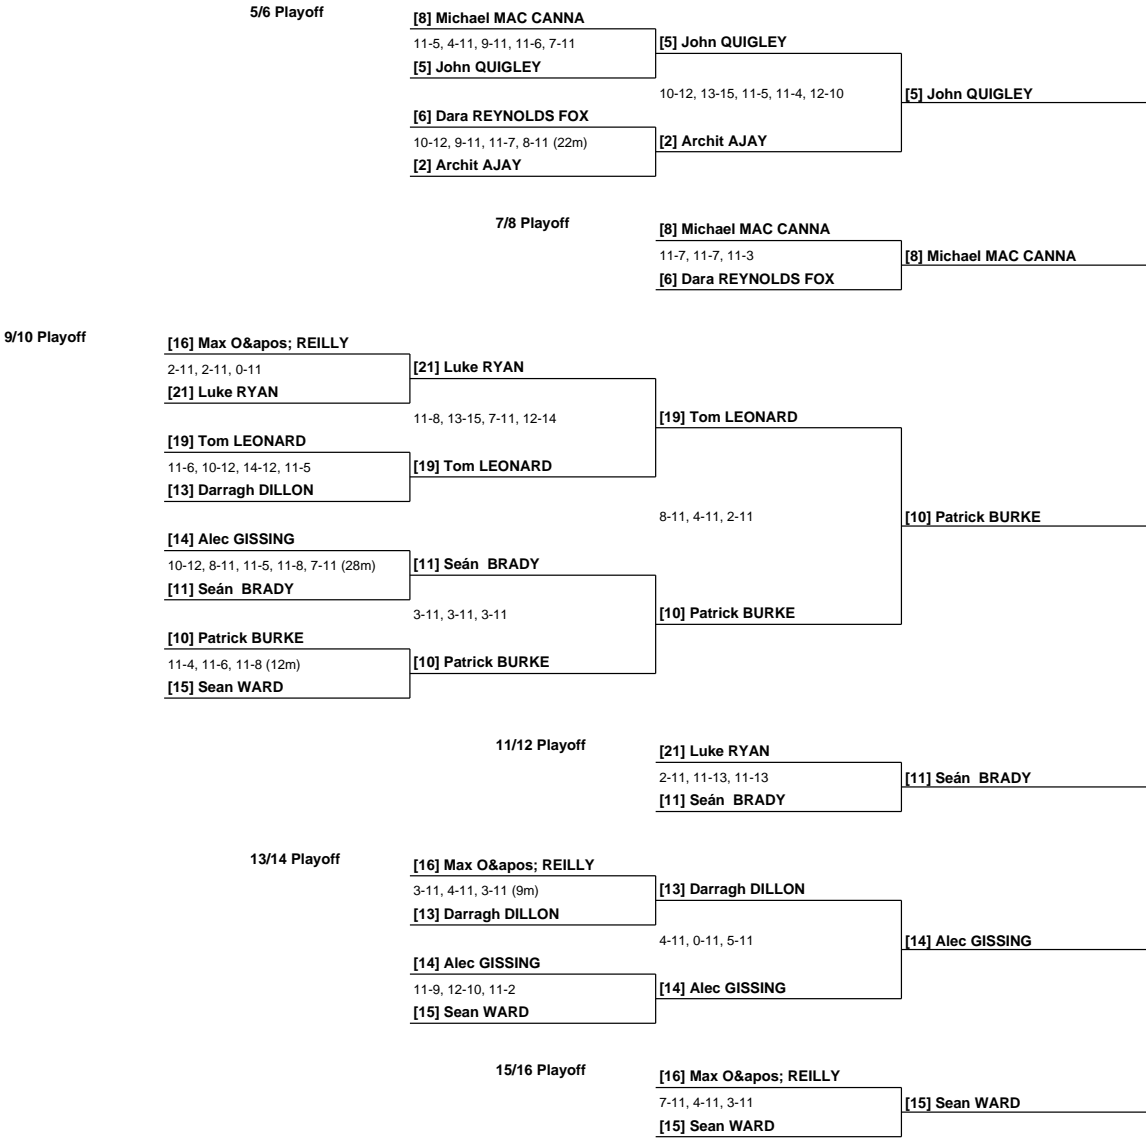 5/6 Playoff
[8] Michael MAC CANNA
11-5, 4-11, 9-11, 11-6, 7-11
[5] John QUIGLEY
[5] John QUIGLEY
10-12, 13-15, 11-5, 11-4, 12-10
[5] John QUIGLEY
[6] Dara REYNOLDS FOX
10-12, 9-11, 11-7, 8-11 (22m)
[2] Archit AJAY
[2] Archit AJAY
7/8 Playoff
[8] Michael MAC CANNA
11-7, 11-7, 11-3
[8] Michael MAC CANNA
[6] Dara REYNOLDS FOX
9/10 Playoff
[16] Max O&apos; REILLY
2-11, 2-11, 0-11
[21] Luke RYAN
[21] Luke RYAN
11-8, 13-15, 7-11, 12-14
[19] Tom LEONARD
[19] Tom LEONARD
11-6, 10-12, 14-12, 11-5
[19] Tom LEONARD
[13] Darragh DILLON
8-11, 4-11, 2-11
[10] Patrick BURKE
[14] Alec GISSING
10-12, 8-11, 11-5, 11-8, 7-11 (28m)
[11] Seán  BRADY
[11] Seán  BRADY
3-11, 3-11, 3-11
[10] Patrick BURKE
[10] Patrick BURKE
11-4, 11-6, 11-8 (12m)
[10] Patrick BURKE
[15] Sean WARD
11/12 Playoff
[21] Luke RYAN
2-11, 11-13, 11-13
[11] Seán  BRADY
[11] Seán  BRADY
13/14 Playoff
[16] Max O&apos; REILLY
3-11, 4-11, 3-11 (9m)
[13] Darragh DILLON
[13] Darragh DILLON
4-11, 0-11, 5-11
[14] Alec GISSING
[14] Alec GISSING
11-9, 12-10, 11-2
[14] Alec GISSING
[15] Sean WARD
15/16 Playoff
[16] Max O&apos; REILLY
7-11, 4-11, 3-11
[15] Sean WARD
[15] Sean WARD